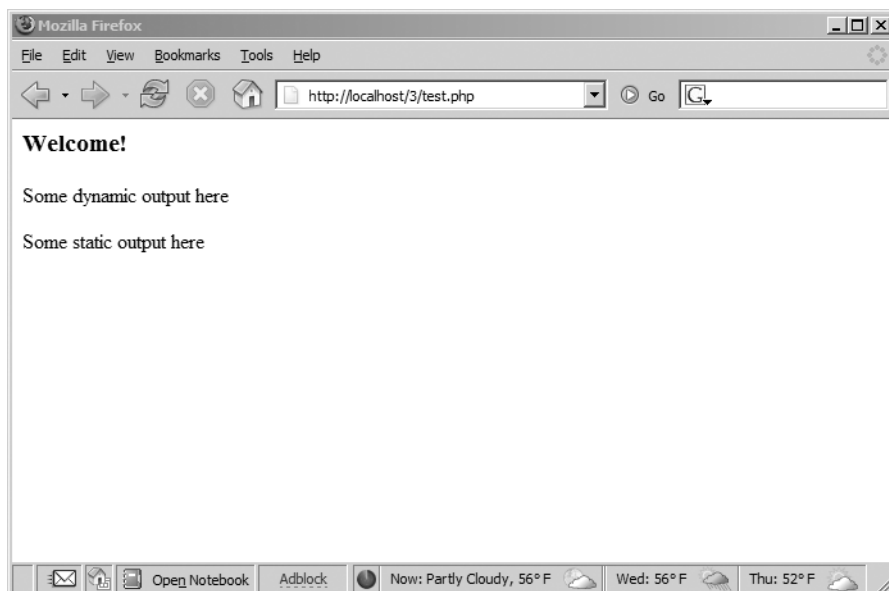 Mozilla Firefox
File Edit View Bookmarks Tools Help
http://localhost/3/test.php Go G
Welcome!
Some dynamic output here
Some static output here
Open Notebook Adblock Now: Partly Cloudy, 56° F Wed: 56° F Thu: 52° F